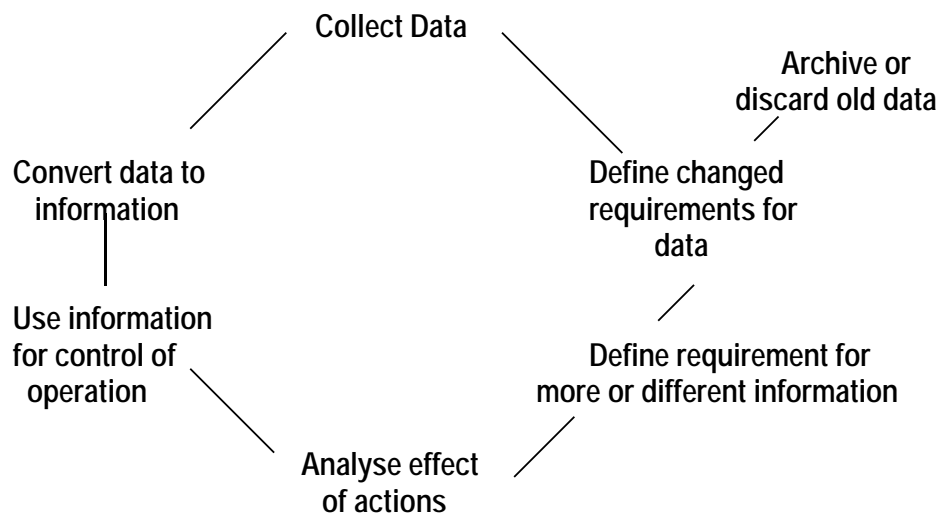 Collect Data
Archive or
discard old data
Convert data to
information
Define changed
requirements for
data
Use information
for control of
operation
Define requirement for
more or different information
Analyse effect
of actions